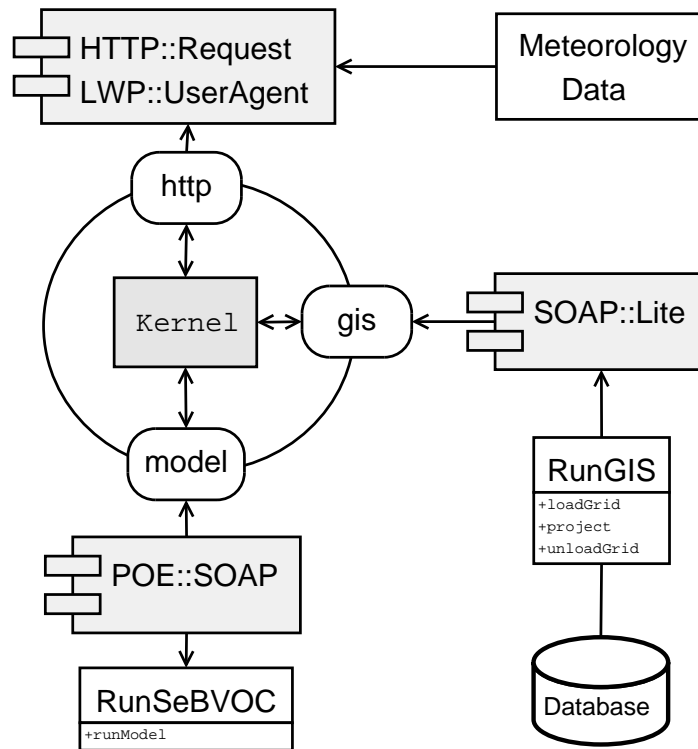 HTTP::Request
LWP::UserAgent
Meteorology
Data
http
Kernel
gis
SOAP::Lite
model
RunGIS
+loadGrid
+project
+unloadGrid
POE::SOAP
RunSeBVOC
+runModel
Database